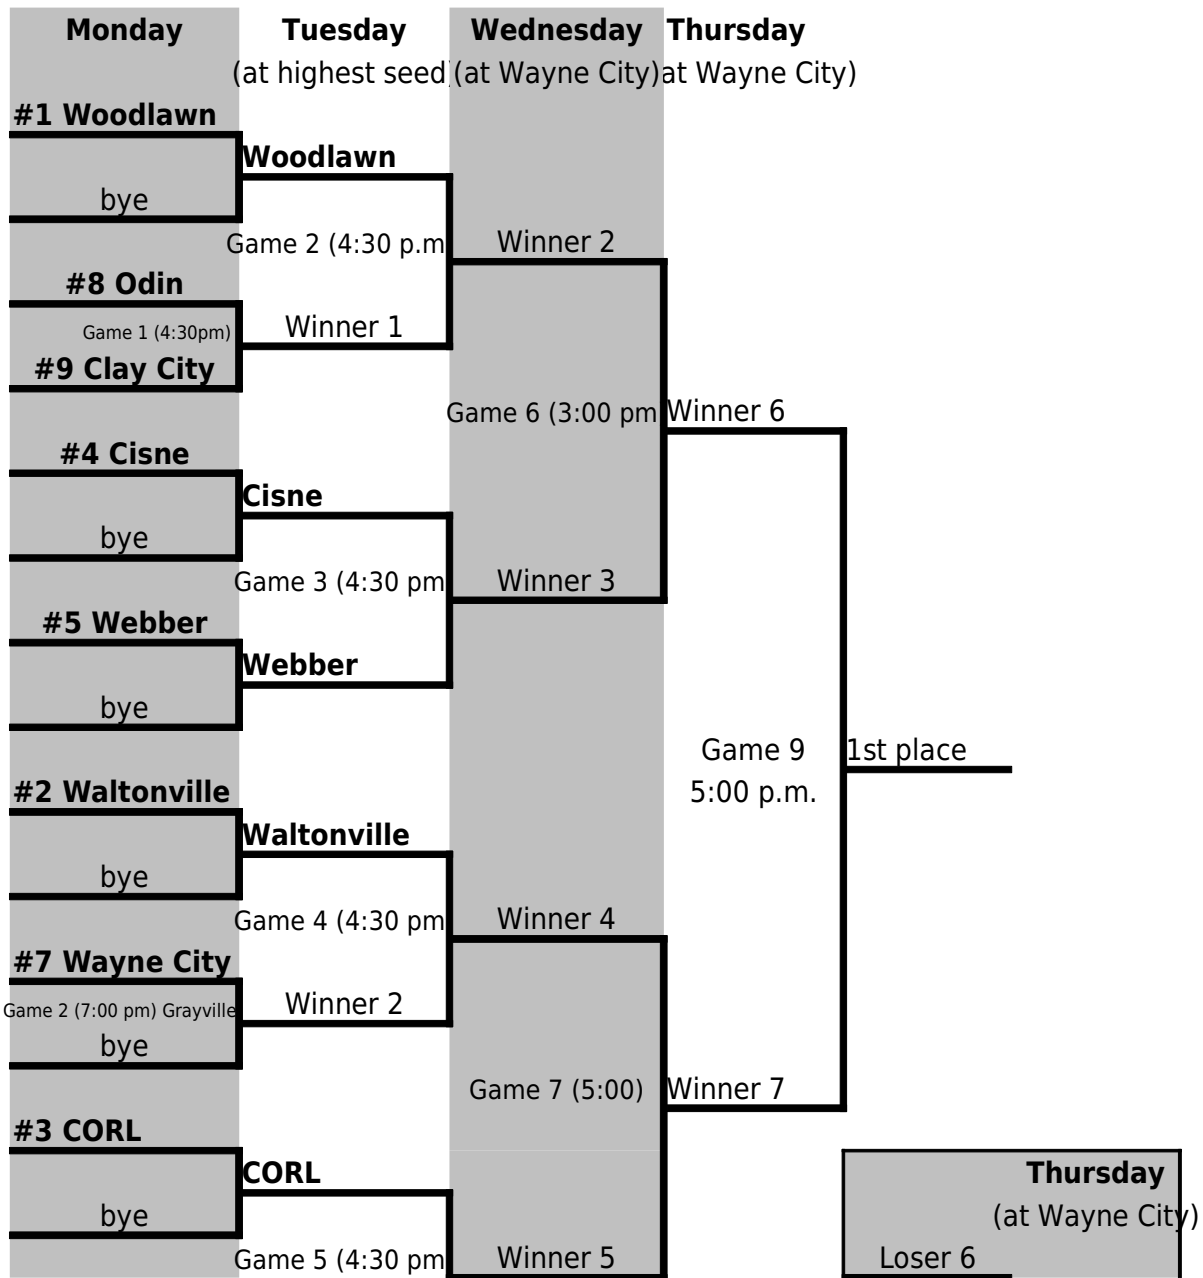 Monday Tuesday Wednesday Thursday
(at highest seed) (at Wayne City) at Wayne City)
#1 Woodlawn
Woodlawn
bye
Game 2 (4:30 p.m Winner 2
#8 Odin
Game 1 (4:30pm) Winner 1
#9 Clay City
Game 6 (3:00 pm Winner 6
#4 Cisne
Cisne
bye
Game 3 (4:30 pm Winner 3
#5 Webber
Webber
bye
Game 9 1st place
#2 Waltonville 5:00 p.m.
Waltonville
bye
Game 4 (4:30 pm Winner 4
#7 Wayne City
Game 2 (7:00 pm) Grayville Winner 2
bye
Game 7 (5:00) Winner 7
#3 CORL
CORL Thursday
bye (at Wayne City)
Game 5 (4:30 pm Winner 5 Loser 6